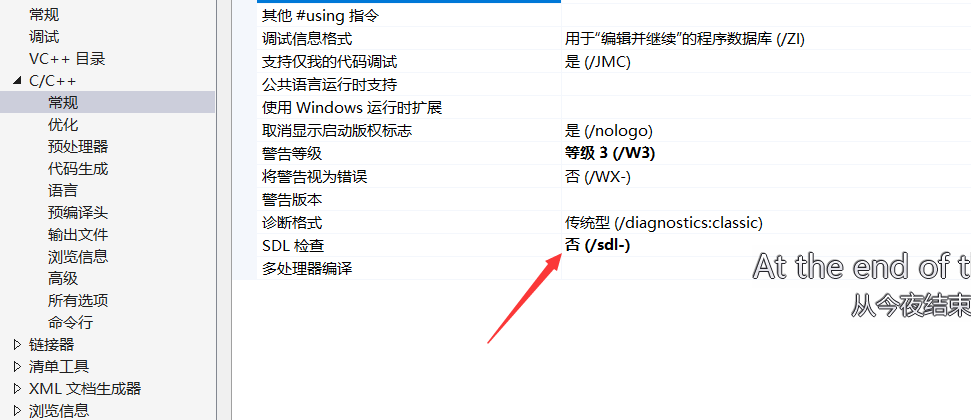 常规
调试
VC++ 目录
C/C++
常规
优化
预处理器
代码生成
语言
预编译头
输出文件
浏览信息
高级
所有选项
命令行
链接器
清单工具
XML 文档生成器
浏览信息
其他 #using 指令
调试信息格式 用于“编辑并继续”的程序数据库 (/ZI)
支持仅我的代码调试 是 (/JMC)
公共语言运行时支持
使用 Windows 运行时扩展
取消显示启动版权标志 是 (/nologo)
警告等级 等级 3 (/W3)
将警告视为错误 否 (/WX-)
警告版本
诊断格式 传统型 (/diagnostics:classic)
SDL 检查 否 (/sdl-)
多处理器编译
At the end of th
从今夜结束